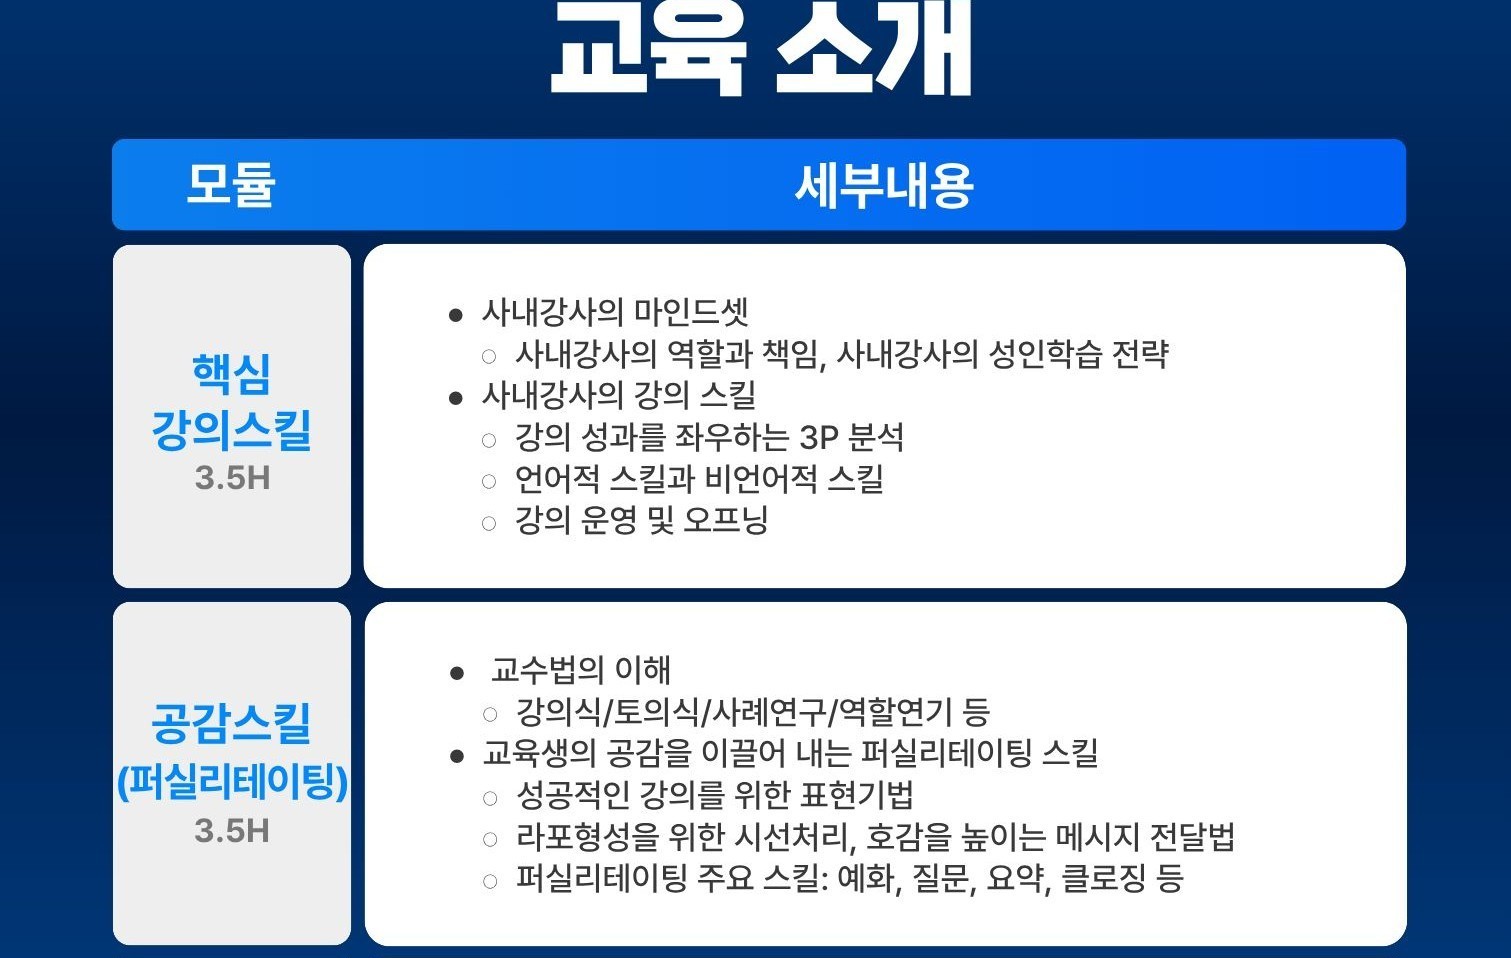 교육 소개
모듈 세부내용
핵심
강의스킬
3.5H
● 사내강사의 마인드셋
○ 사내강사의 역할과 책임, 사내강사의 성인학습 전략
● 사내강사의 강의 스킬
○ 강의 성과를 좌우하는 3P 분석
○ 언어적 스킬과 비언어적 스킬
○ 강의 운영 및 오프닝
공감스킬
(퍼실리테이팅)
3.5H
● 교수법의 이해
○ 강의식/토의식/사례연구/역할연기 등
● 교육생의 공감을 이끌어 내는 퍼실리테이팅 스킬
○ 성공적인 강의를 위한 표현기법
○ 라포형성을 위한 시선처리, 호감을 높이는 메시지 전달법
○ 퍼실리테이팅 주요 스킬: 예화, 질문, 요약, 클로징 등